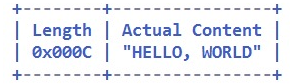 +--------+----------------+
| Length | Actual Content |
| 0x000C | "HELLO, WORLD" |
+--------+----------------+